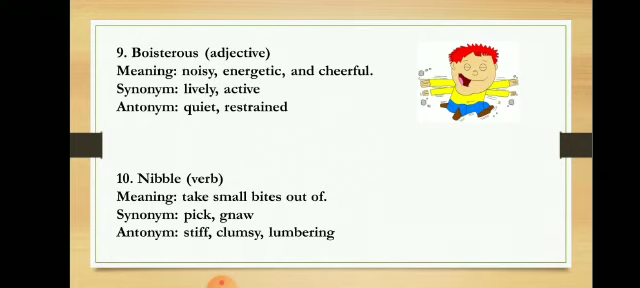 9. Boisterous (adjective)
Meaning: noisy, energetic, and cheerful.
Synonym: lively, active
Antonym: quiet, restrained
10. Nibble (verb)
Meaning: take small bites out of.
Synonym: pick, gnaw
Antonym: stiff, clumsy, lumbering